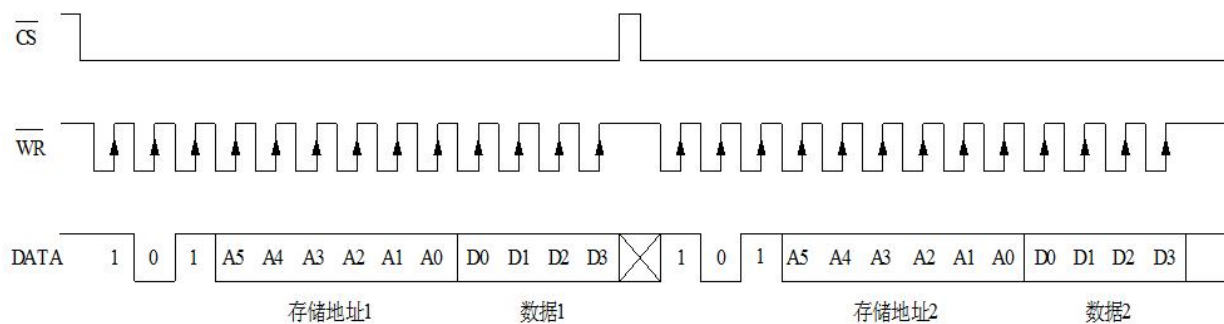 CS
WR
DATA 1 0 1 A5 A4 A3 A2 A1 A0 D0 D1 D2 D3 1 0 1 A5 A4 A3 A2 A1 A0 D0 D1 D2 D3
存储地址1 数据1 存储地址2 数据2